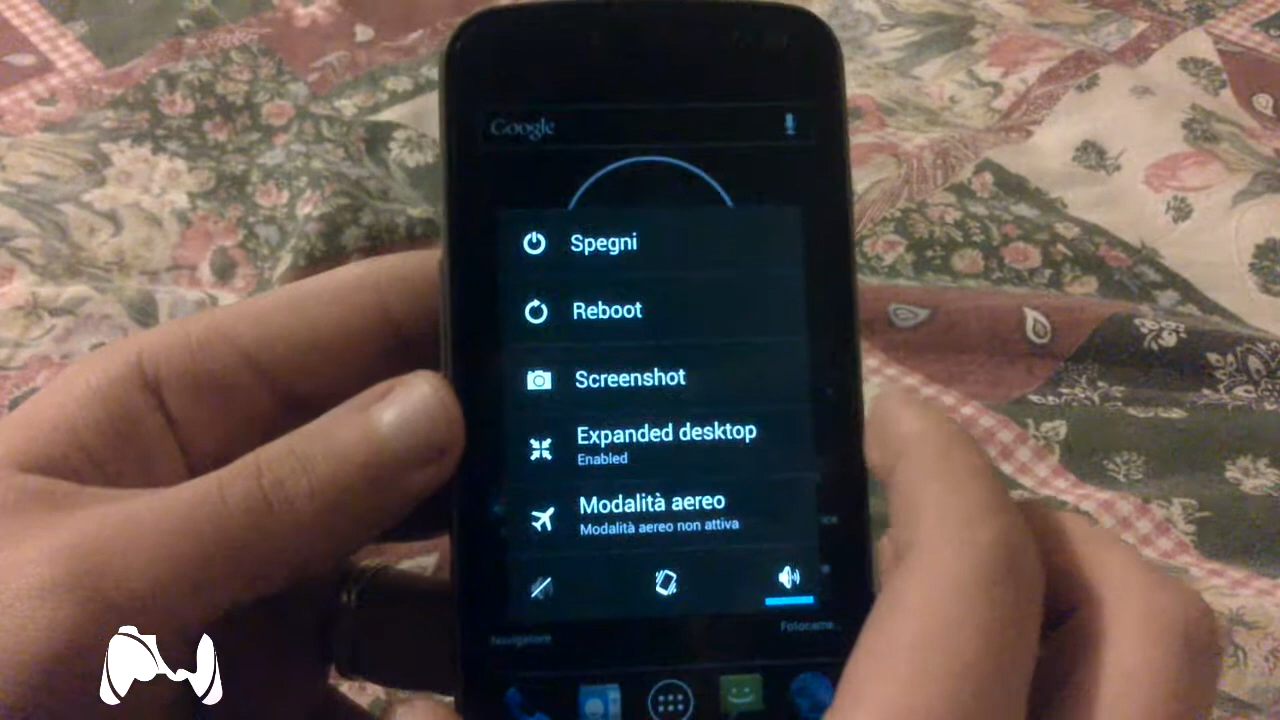 Google
Spegni
Reboot
Screenshot
Expanded desktop
Enabled
Modalità aereo
Modalità aereo non attiva
Navigatore
Fotocame..